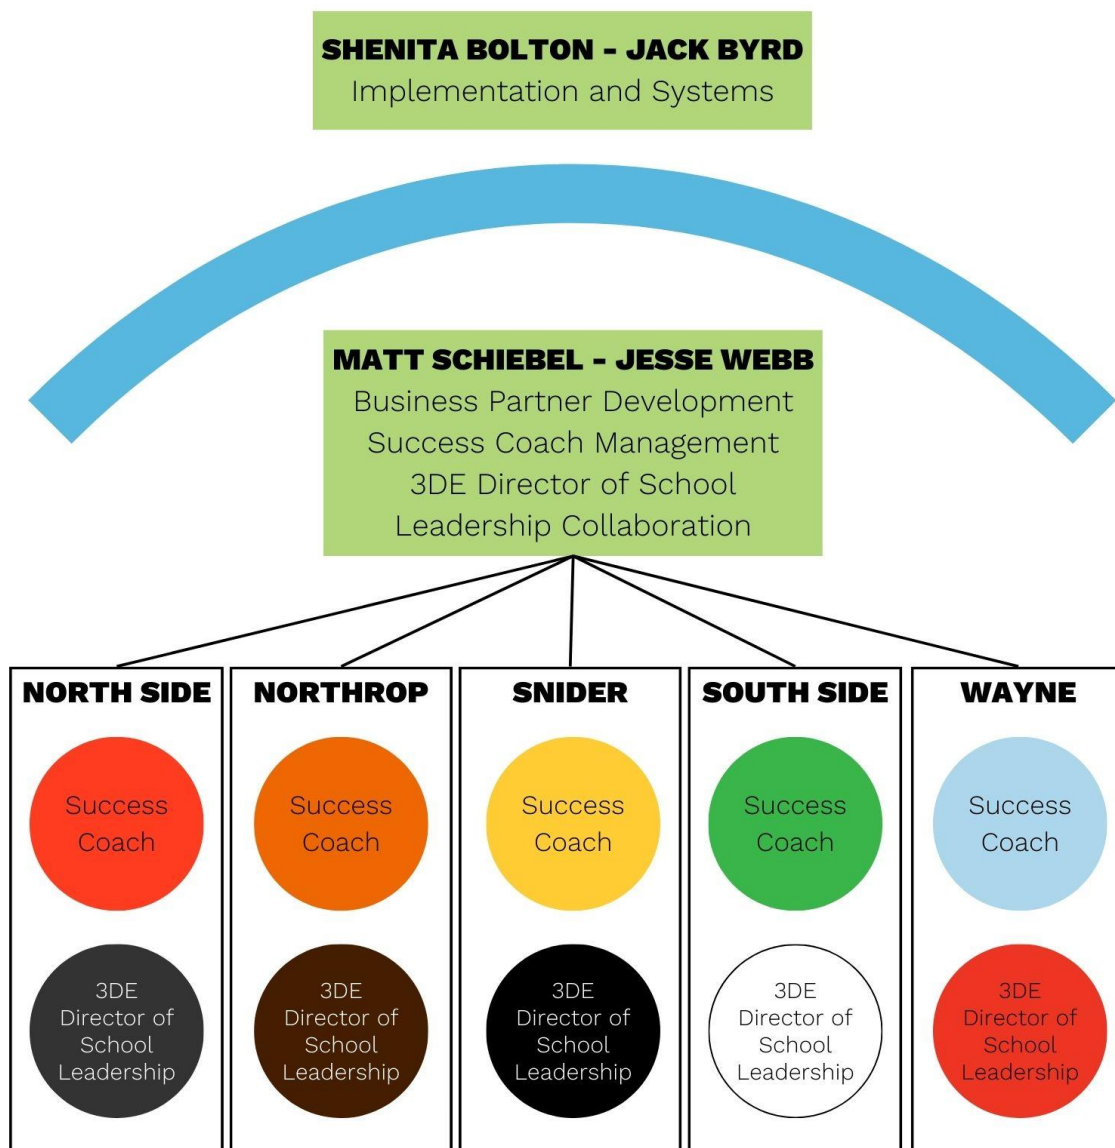 SHENITA BOLTON - JACK BYRD
Implementation and Systems
MATT SCHIEBEL - JESSE WEBB
Business Partner Development
Success Coach Management
3DE Director of School
Leadership Collaboration
NORTH SIDE
Success
Coach
3DE
Director of
School
Leadership
NORTHROP
Success
Coach
3DE
Director of
School
Leadership
SNIDER
Success
Coach
3DE
Director of
School
Leadership
SOUTH SIDE
Success
Coach
3DE
Director of
School
Leadership
WAYNE
Success
Coach
3DE
Director of
School
Leadership